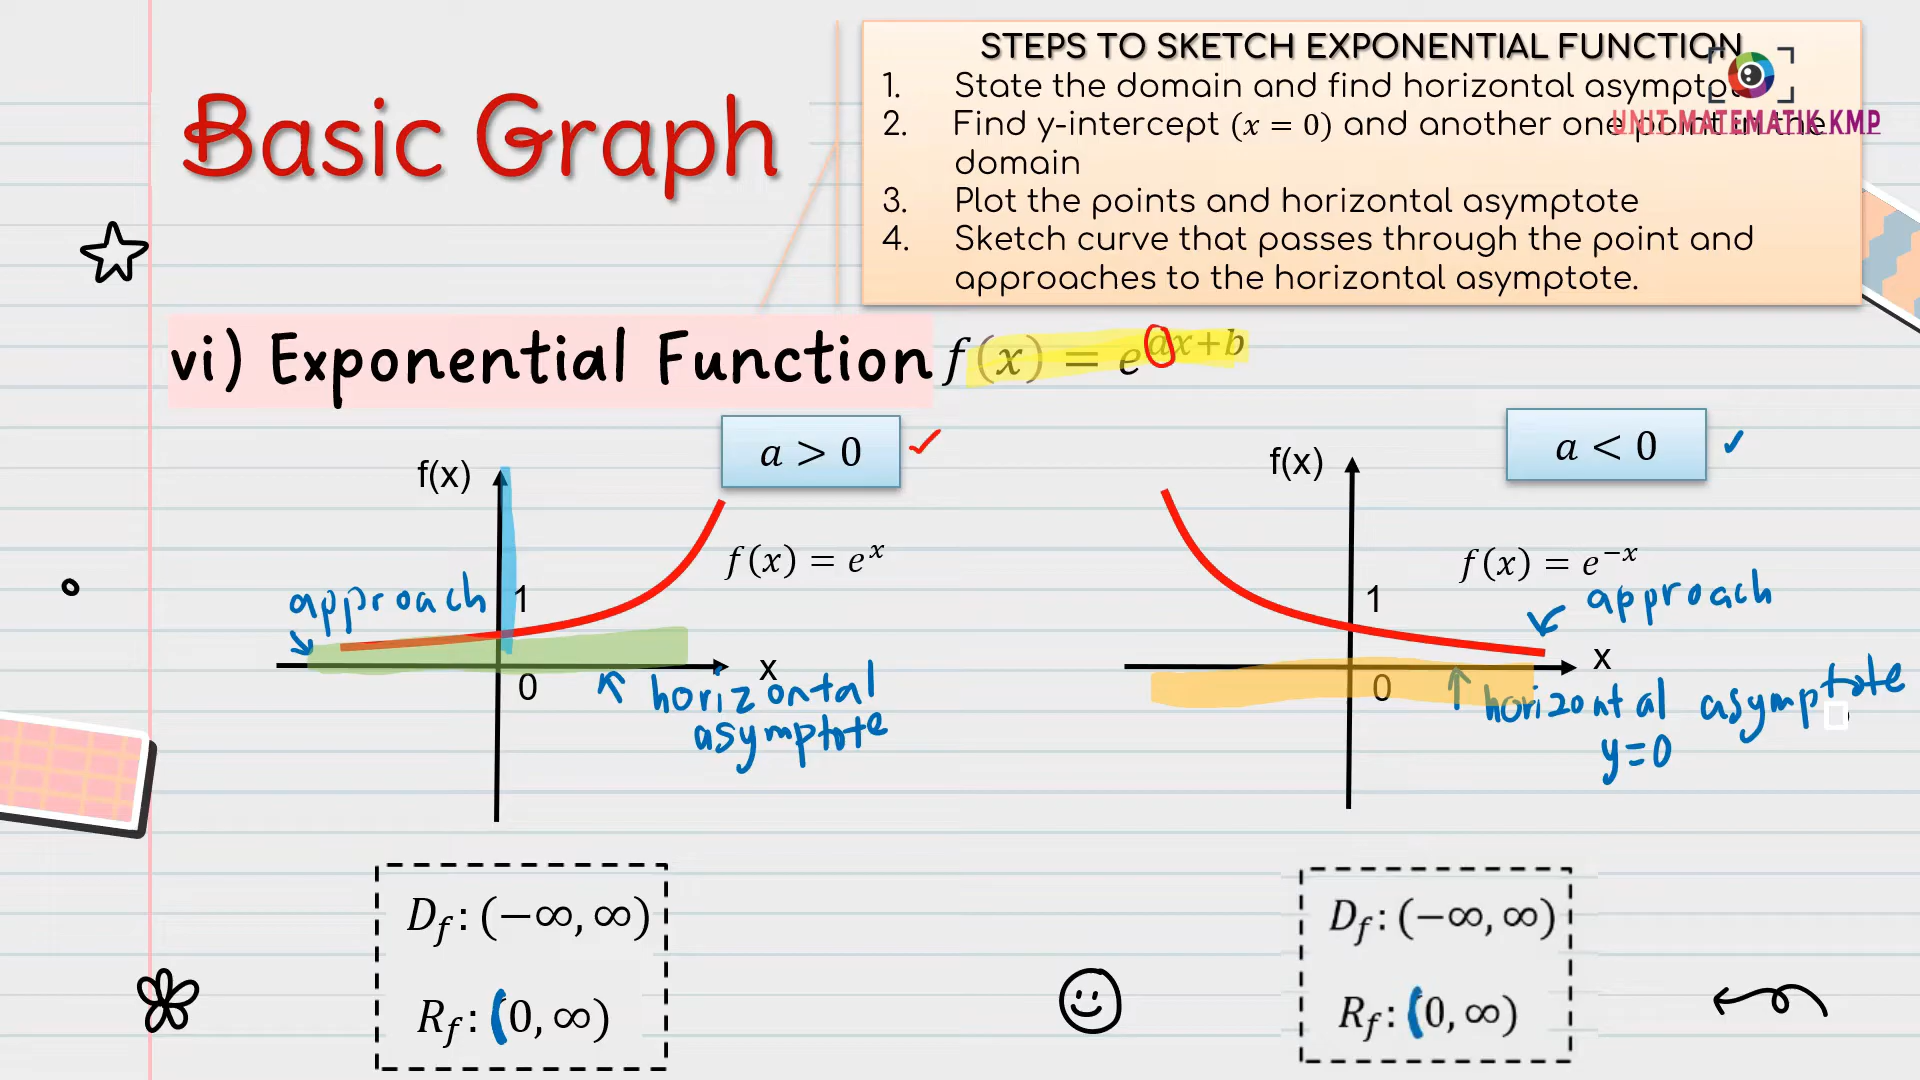 Basic Graph
STEPS TO SKETCH EXPONENTIAL FUNCTION
1. State the domain and find horizontal asymptote
2. Find y-intercept (x = 0) and another one point in the
domain
3. Plot the points and horizontal asymptote
4. Sketch curve that passes through the point and
approaches to the horizontal asymptote.
UNIT MATEMATIK KMP
vi) Exponential Function f(x) = e^{ax+b}
a > 0
f(x)
f(x) = e^x
approach
1
x
0
horizontal
asymptote
D_f: (−∞, ∞)
R_f: (0, ∞)
a < 0
f(x)
f(x) = e^{−x}
approach
1
x
0
horizontal asymptote
y=0
D_f: (−∞, ∞)
R_f: (0, ∞)